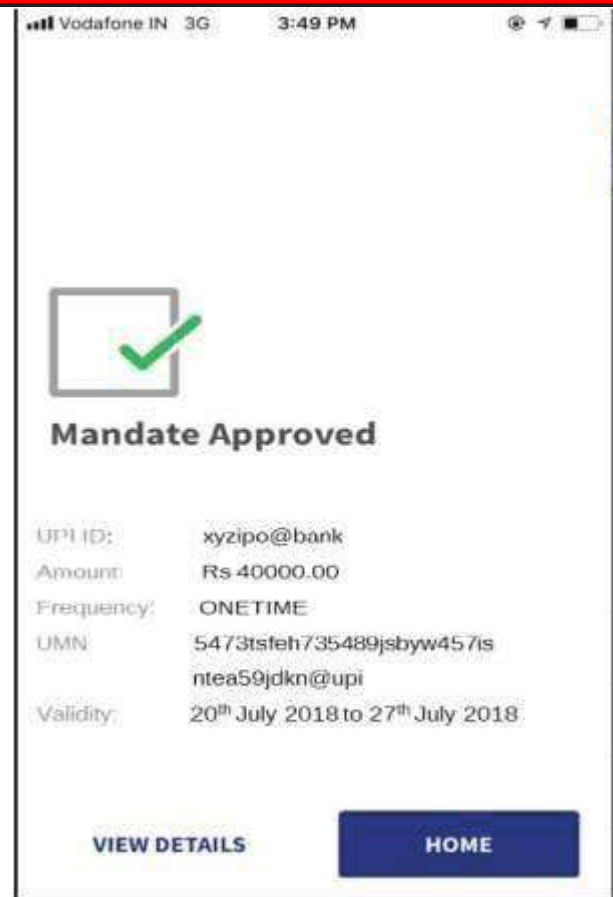 Vodafone IN 3G 3:49 PM
Mandate Approved
UPI ID: xyzipo@bank
Amount: Rs 40000.00
Frequency: ONETIME
UMN 5473tsfeh735489jsbyw457is
ntea59jdkn@upi
Validity: 20th July 2018 to 27th July 2018
VIEW DETAILS HOME